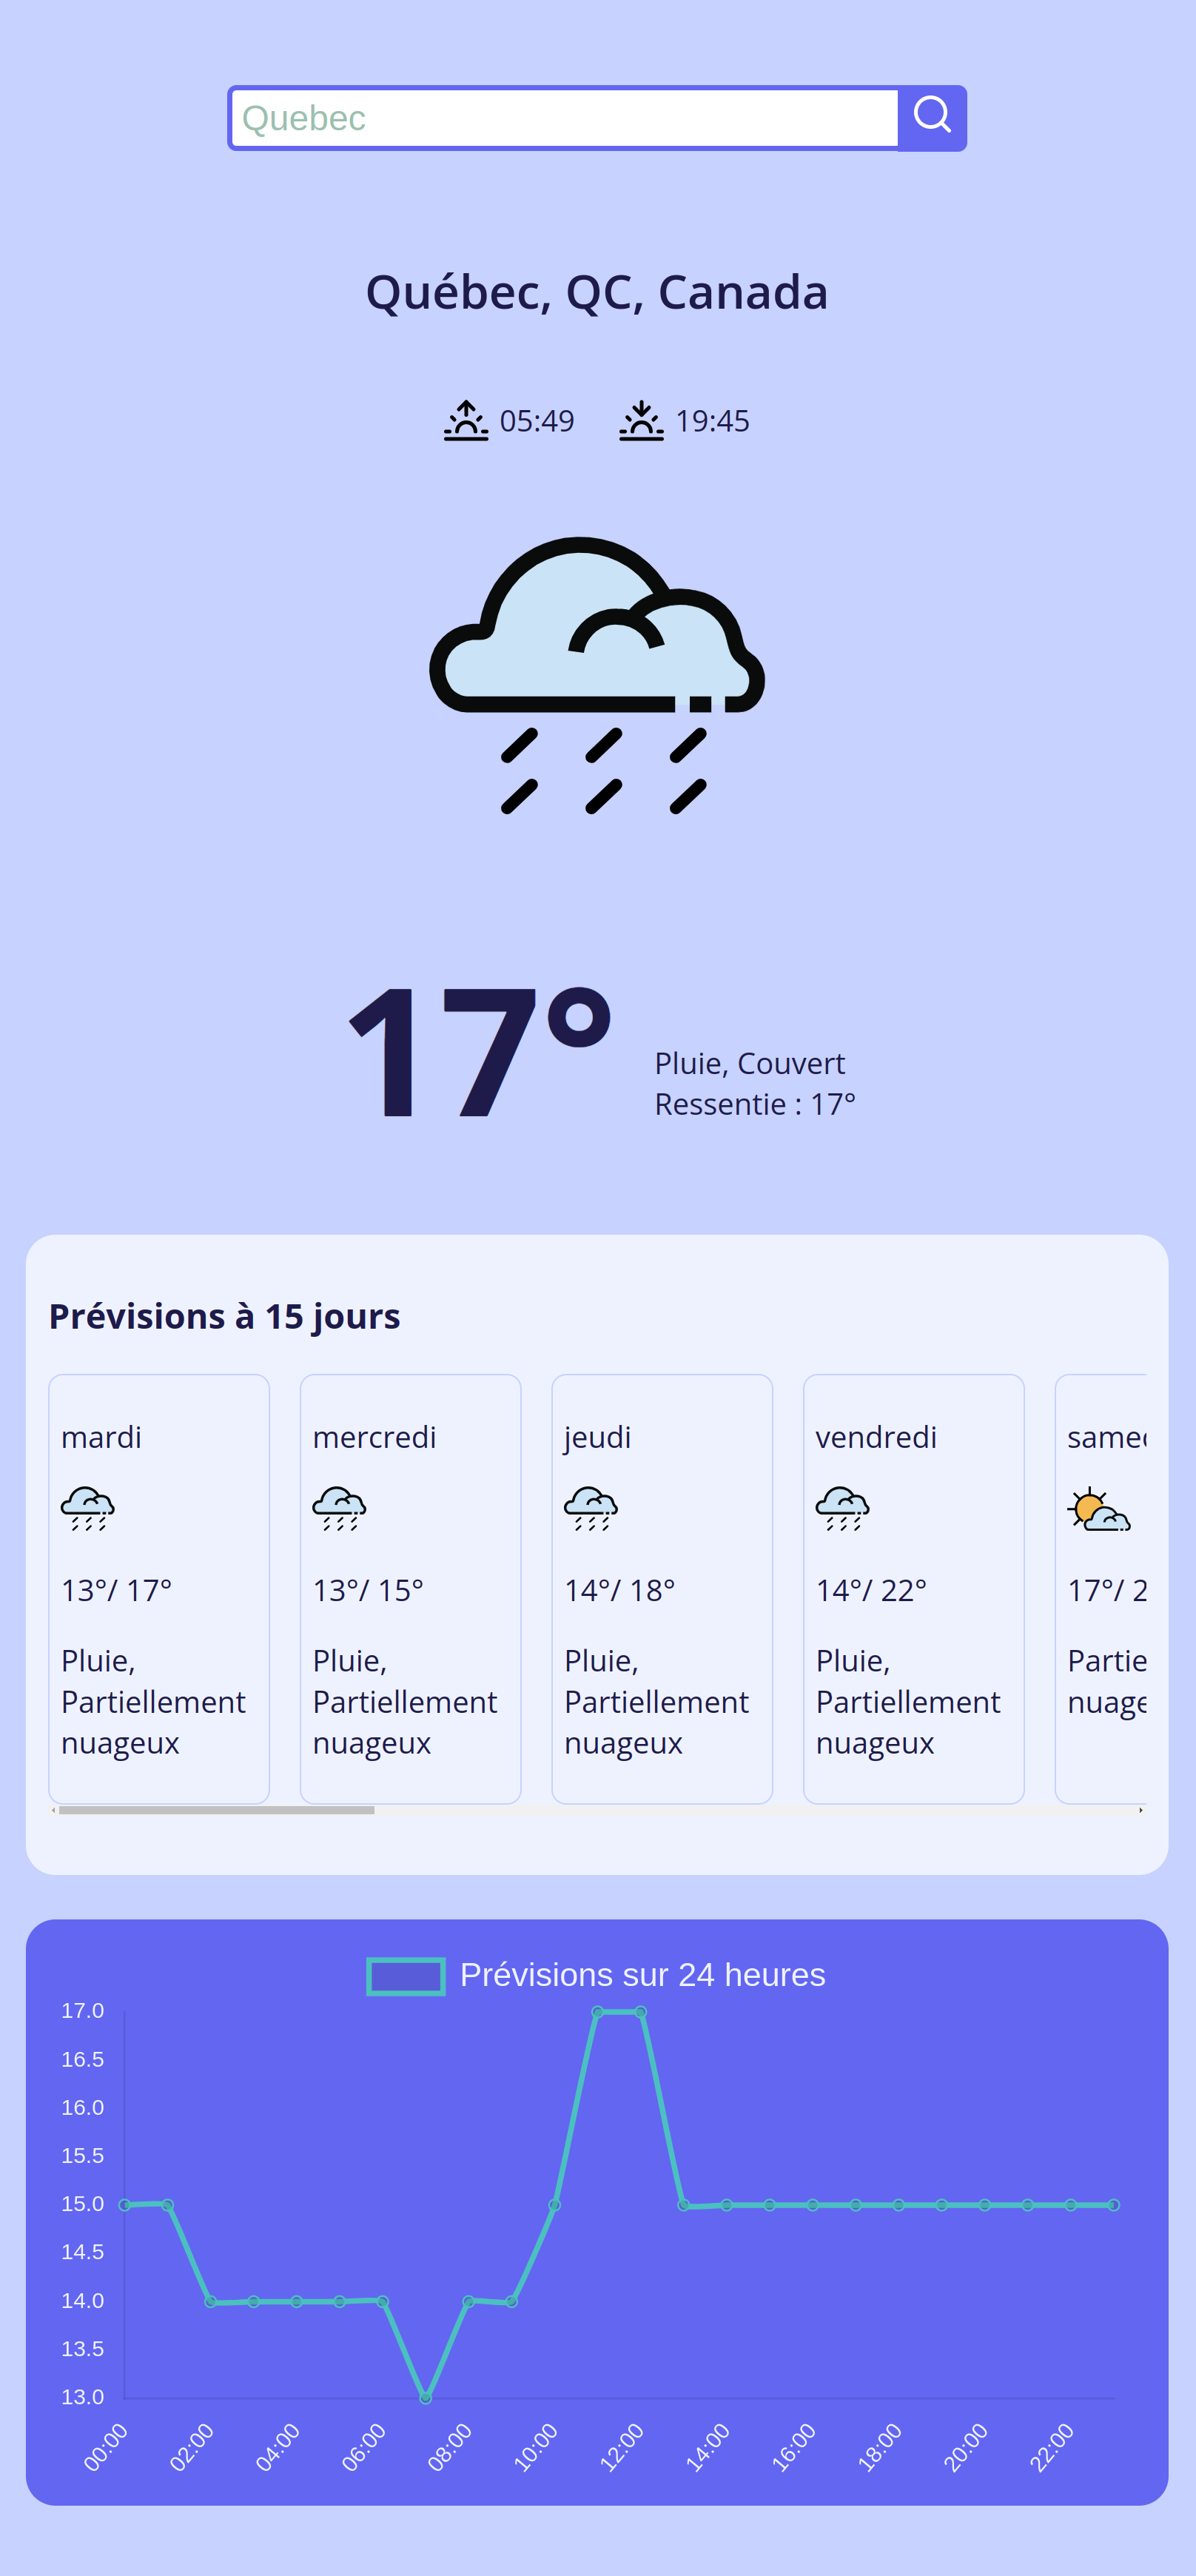 Quebec
Québec, QC, Canada
05:49
19:45
17°
Pluie, Couvert
Ressentie : 17°
Prévisions à 15 jours
mardi
13°/ 17°
Pluie,
Partiellement
nuageux
mercredi
13°/ 15°
Pluie,
Partiellement
nuageux
jeudi
14°/ 18°
Pluie,
Partiellement
nuageux
vendredi
14°/ 22°
Pluie,
Partiellement
nuageux
17°/
Prévisions sur 24 heures
17.0
16.5
16.0
15.5
15.0
14.5
14.0
13.5
13.0
00:00
02:00
04:00
06:00
08:00
10:00
12:00
14:00
16:00
18:00
20:00
22:00